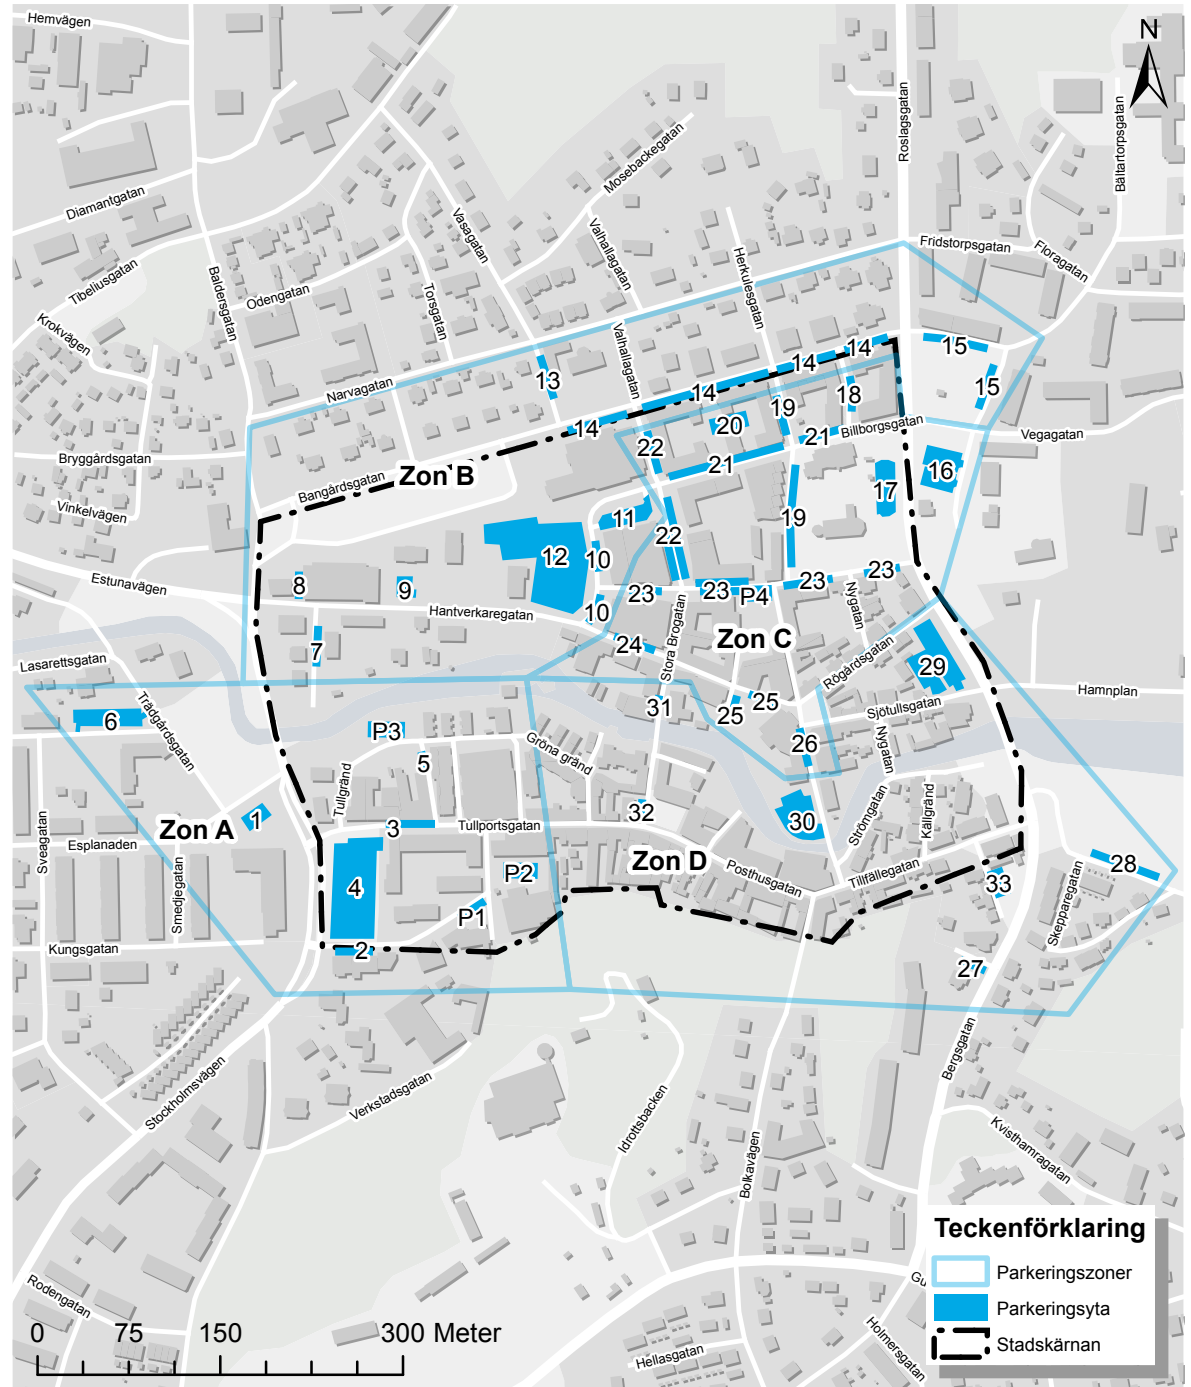 Hemvägen
N
Roslagsgatan
Bältartorpsgatan
Mosebackegatan
Diamantgatan
Vasagatan
Valhallagatan
Herkulesgatan
Fridstorpsgatan
Floragatan
Tibeliusgatan
Baldersgatan
Odengatan
Torsgatan
Krokvägen
Valhallagatan
Narvagatan
13
14
14
14
14
15
15
18
19
20
21
22
Billborgsgatan
Vegagatan
21
Bryggårdsgatan
Bangårdsgatan
Zon B
16
17
Vinkelvägen
11
12
22
19
10
Estunavägen
8
9
23
23
P4
23
23
Nygatan
Hantverkaregatan
10
24
Stora Brogatan
Zon C
7
Rögårdsgatan
29
Lasarettsgatan
Trädgårdsgatan
25
25
31
Hamnplan
Sjötullsgatan
6
P3
26
Nygatan
Gröna gränd
5
Tullgränd
Strömgatan
Källgränd
32
30
1
3
Tullportsgatan
Zon A
Sveagatan
Esplanaden
Smedjegatan
Zon D
Posthusgatan
Tillfällegatan
28
33
4
P2
P1
Skepparegatan
Kungsgatan
2
27
Bergsgatan
Stockholmsvägen
Verkstadsgatan
Idrottsbacken
Bolkavägen
Kvisthamragatan
Teckenförklaring
Parkeringszoner
Parkeringsyta
Stadskärnan
Gu
Rodengatan
Holmersgatan
Hellasgatan
0 75 150 300 Meter